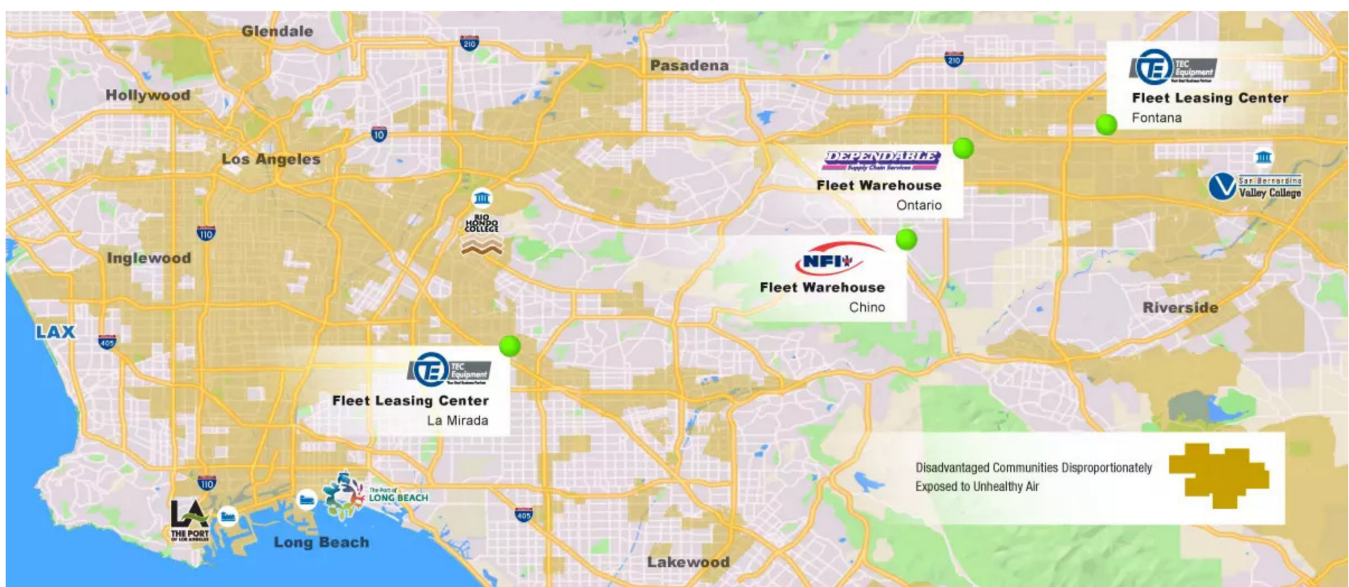 Glendale
210
Pasadena
210
TEC
Equipment
Fleet Leasing Center
Fontana
Hollywood
10
Los Angeles
DEPENDABLE
Supply Chain Services
Fleet Warehouse
Ontario
San Bernardino
Valley College
RIO
HONDO
COLLEGE
110
Inglewood
NFI
Fleet Warehouse
Chino
Riverside
LAX
405
TEC
Equipment
Fleet Leasing Center
La Mirada
Disadvantaged Communities Disproportionately
Exposed to Unhealthy Air
110
The Port of
LONG BEACH
LA
THE PORT
OF LOS ANGELES
405
Long Beach
Lakewood